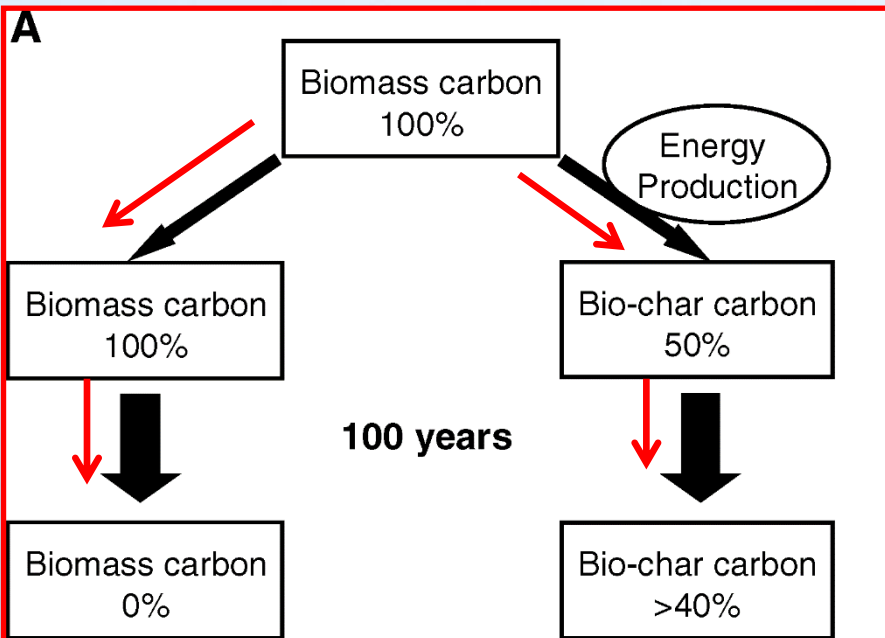 A
Biomass carbon
100%
Energy
Production
Biomass carbon
100%
Bio-char carbon
50%
100 years
Biomass carbon
0%
Bio-char carbon
>40%